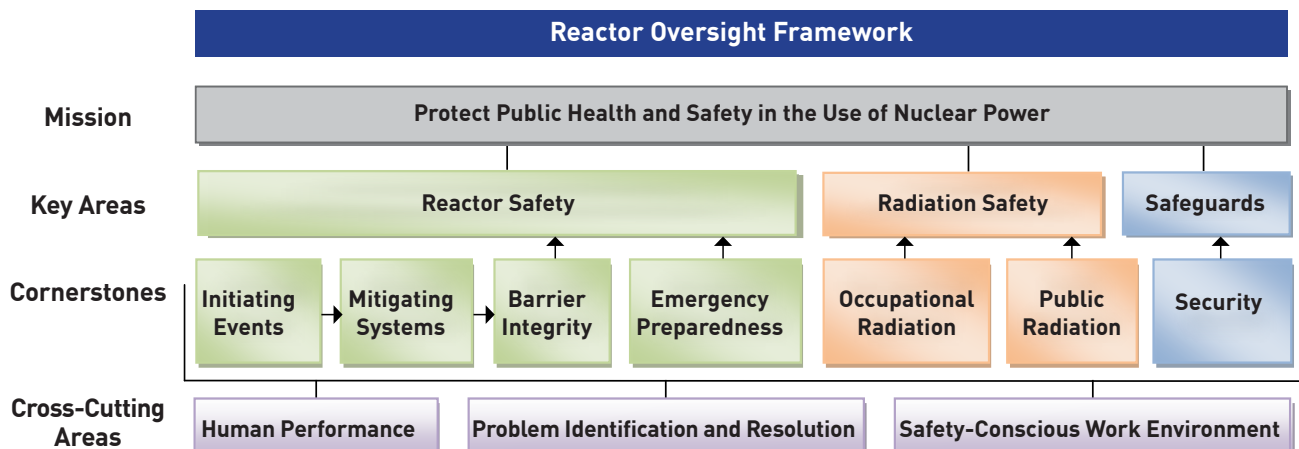 Reactor Oversight Framework
Mission
Protect Public Health and Safety in the Use of Nuclear Power
Key Areas
Reactor Safety
Radiation Safety
Safeguards
Cornerstones
Initiating
Events
Mitigating
Systems
Barrier
Integrity
Emergency
Preparedness
Occupational
Radiation
Public
Radiation
Security
Cross-Cutting
Areas
Human Performance
Problem Identification and Resolution
Safety-Conscious Work Environment